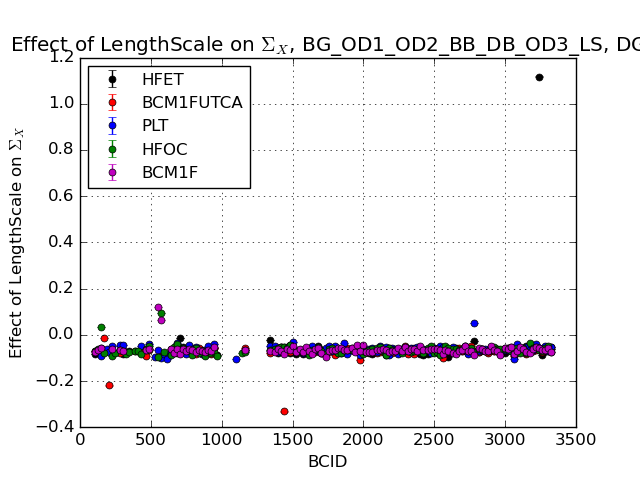 Effect of LengthScale on Σ_X, BG_OD1_OD2_BB_DB_OD3_LS, DG
HFET
BCM1FUTCA
PLT
HFOC
BCM1F
Effect of LengthScale on Σ_X
1.2
1.0
0.8
0.6
0.4
0.2
0.0
−0.2
−0.4
0 500 1000 1500 2000 2500 3000 3500
BCID